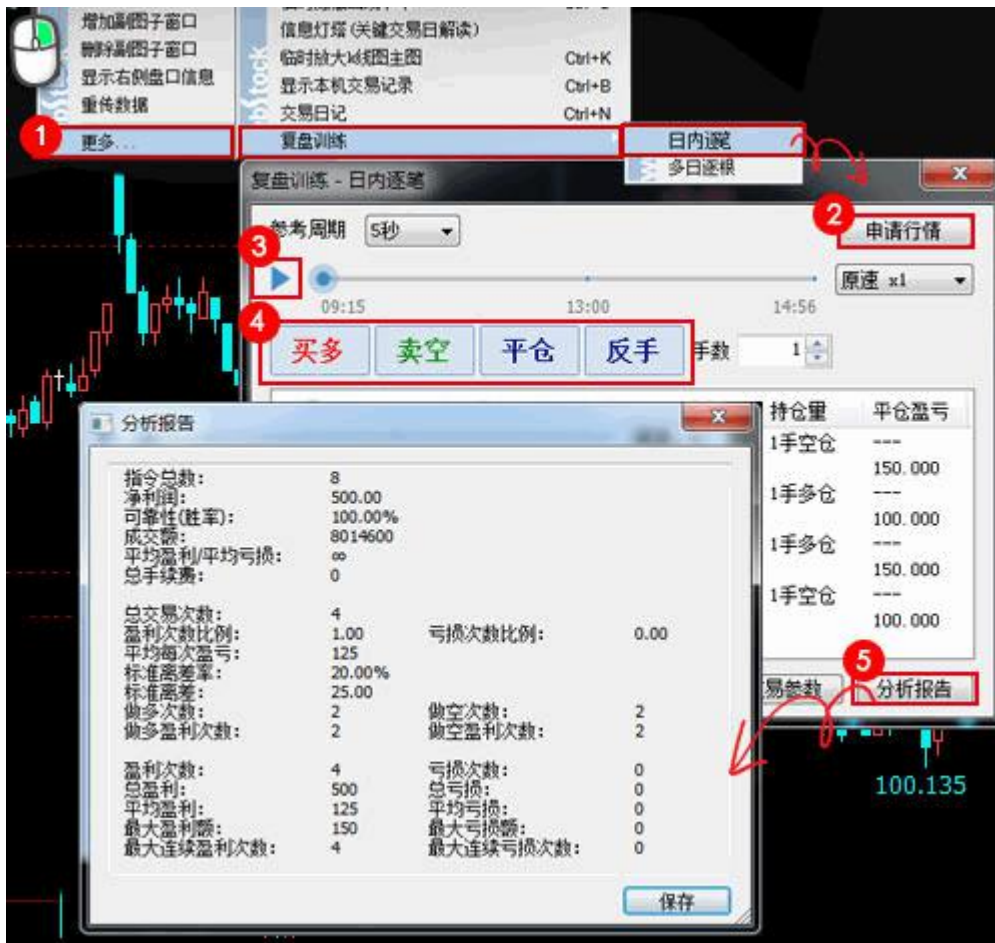 增加副图子窗口
删除副图子窗口
显示右侧盘口信息
重传数据
1
更多...
信息灯塔(关键交易日解读)
临时放大K线图主图 Ctrl+K
显示本机交易记录 Ctrl+B
交易日记 Ctrl+N
复盘训练
日内逐笔
多日逐根
复盘训练 - 日内逐笔
参考周期 5秒
2
申请行情
3
原速 x1
09:15 13:00 14:56
4
买多 卖空 平仓 反手 手数 1
持仓量 平仓盈亏
1手空仓 ---
150.000
1手多仓 ---
100.000
1手多仓 ---
150.000
1手空仓 ---
100.000
5
易参数 分析报告
100.135
分析报告
指令总数: 8
净利润: 500.00
可靠性(胜率): 100.00%
成交额: 8014600
平均盈利/平均亏损: ∞
总手续费: 0
总交易次数: 4
盈利次数比例: 1.00 亏损次数比例: 0.00
平均每次盈亏: 125
标准离差率: 20.00%
标准离差: 25.00
做多次数: 2 做空次数: 2
做多盈利次数: 2 做空盈利次数: 2
盈利次数: 4 亏损次数: 0
总盈利: 500 总亏损: 0
平均盈利: 125 平均亏损: 0
最大盈利额: 150 最大亏损额: 0
最大连续盈利次数: 4 最大连续亏损次数: 0
保存